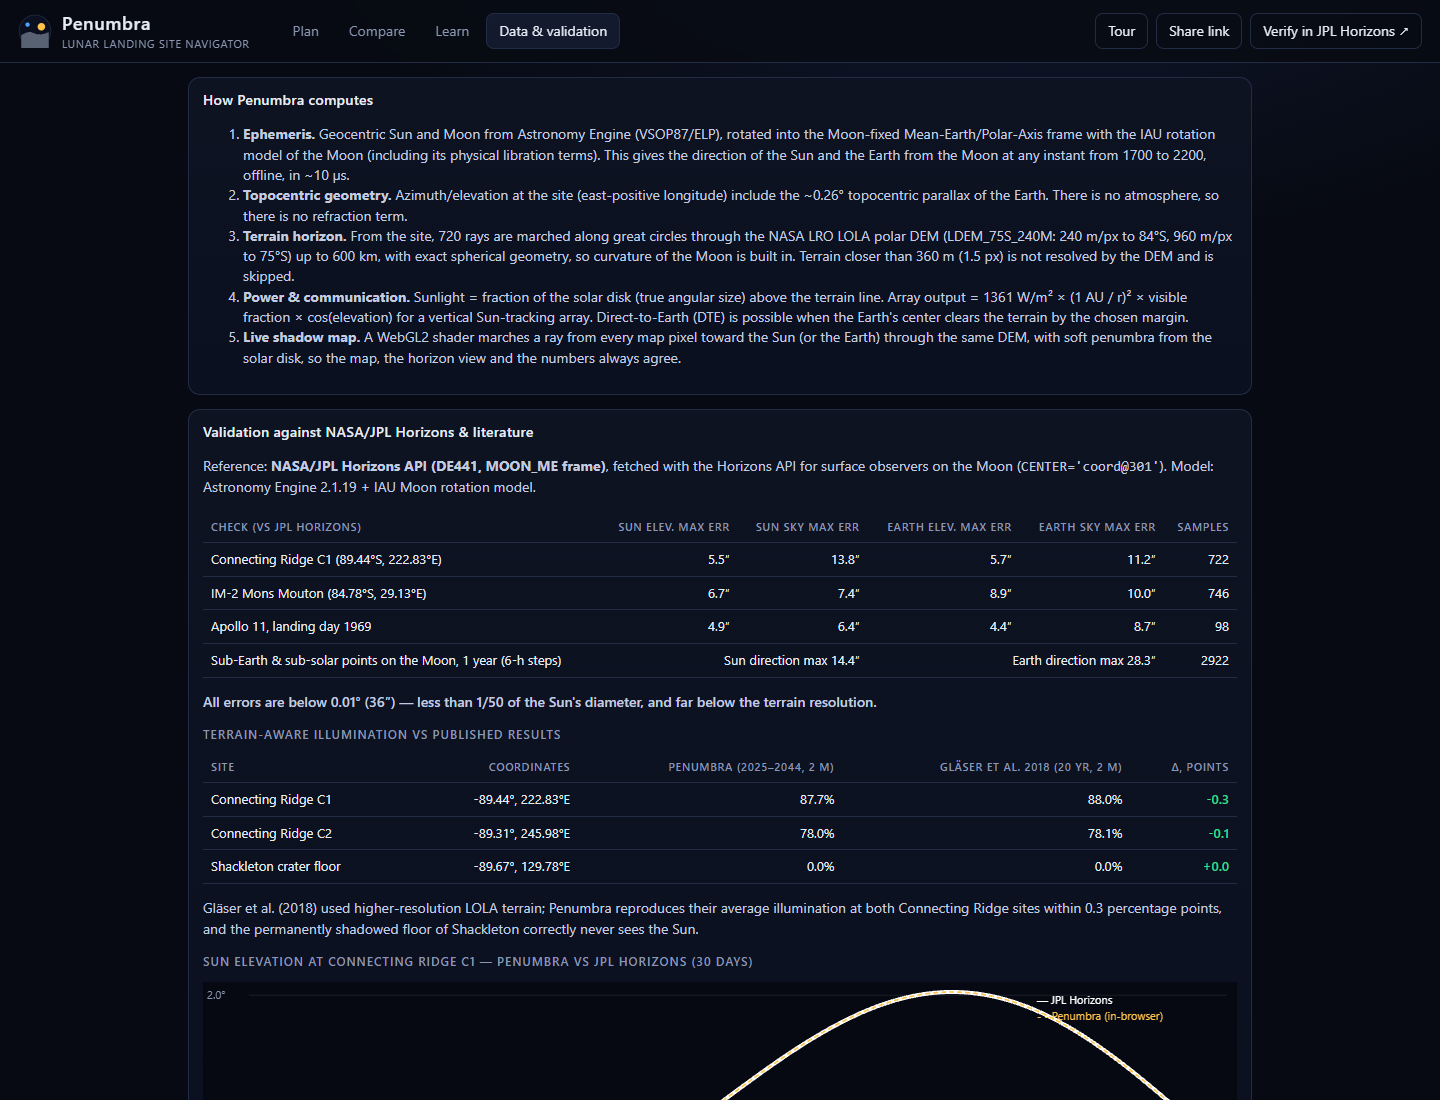 Penumbra
LUNAR LANDING SITE NAVIGATOR
Plan
Compare
Learn
Data & validation
Tour
Share link
Verify in JPL Horizons ↗
How Penumbra computes
1. Ephemeris. Geocentric Sun and Moon from Astronomy Engine (VSOP87/ELP), rotated into the Moon-fixed Mean-Earth/Polar-Axis frame with the IAU rotation
model of the Moon (including its physical libration terms). This gives the direction of the Sun and the Earth from the Moon at any instant from 1700 to 2200,
offline, in ~10 µs.
2. Topocentric geometry. Azimuth/elevation at the site (east-positive longitude) include the ~0.26° topocentric parallax of the Earth. There is no atmosphere, so
there is no refraction term.
3. Terrain horizon. From the site, 720 rays are marched along great circles through the NASA LRO LOLA polar DEM (LDEM_75S_240M: 240 m/px to 84°S, 960 m/px
to 75°S) up to 600 km, with exact spherical geometry, so curvature of the Moon is built in. Terrain closer than 360 m (1.5 px) is not resolved by the DEM and is
skipped.
4. Power & communication. Sunlight = fraction of the solar disk (true angular size) above the terrain line. Array output = 1361 W/m² × (1 AU / r)² × visible
fraction × cos(elevation) for a vertical Sun-tracking array. Direct-to-Earth (DTE) is possible when the Earth's center clears the terrain by the chosen margin.
5. Live shadow map. A WebGL2 shader marches a ray from every map pixel toward the Sun (or the Earth) through the same DEM, with soft penumbra from the
solar disk, so the map, the horizon view and the numbers always agree.
Validation against NASA/JPL Horizons & literature
Reference: NASA/JPL Horizons API (DE441, MOON_ME frame), fetched with the Horizons API for surface observers on the Moon (CENTER='coord@301'). Model:
Astronomy Engine 2.1.19 + IAU Moon rotation model.
CHECK (VS JPL HORIZONS) SUN ELEV. MAX ERR SUN SKY MAX ERR EARTH ELEV. MAX ERR EARTH SKY MAX ERR SAMPLES
Connecting Ridge C1 (89.44°S, 222.83°E) 5.5″ 13.8″ 5.7″ 11.2″ 722
IM-2 Mons Mouton (84.78°S, 29.13°E) 6.7″ 7.4″ 8.9″ 10.0″ 746
Apollo 11, landing day 1969 4.9″ 6.4″ 4.4″ 8.7″ 98
Sub-Earth & sub-solar points on the Moon, 1 year (6-h steps) Sun direction max 14.4″ Earth direction max 28.3″ 2922
All errors are below 0.01° (36″) — less than 1/50 of the Sun's diameter, and far below the terrain resolution.
TERRAIN-AWARE ILLUMINATION VS PUBLISHED RESULTS
SITE COORDINATES PENUMBRA (2025–2044, 2 M) GLÄSER ET AL. 2018 (20 YR, 2 M) Δ, POINTS
Connecting Ridge C1 -89.44°, 222.83°E 87.7% 88.0% -0.3
Connecting Ridge C2 -89.31°, 245.98°E 78.0% 78.1% -0.1
Shackleton crater floor -89.67°, 129.78°E 0.0% 0.0% +0.0
Gläser et al. (2018) used higher-resolution LOLA terrain; Penumbra reproduces their average illumination at both Connecting Ridge sites within 0.3 percentage points,
and the permanently shadowed floor of Shackleton correctly never sees the Sun.
SUN ELEVATION AT CONNECTING RIDGE C1 — PENUMBRA VS JPL HORIZONS (30 DAYS)
2.0°
— JPL Horizons
- - Penumbra (in-browser)